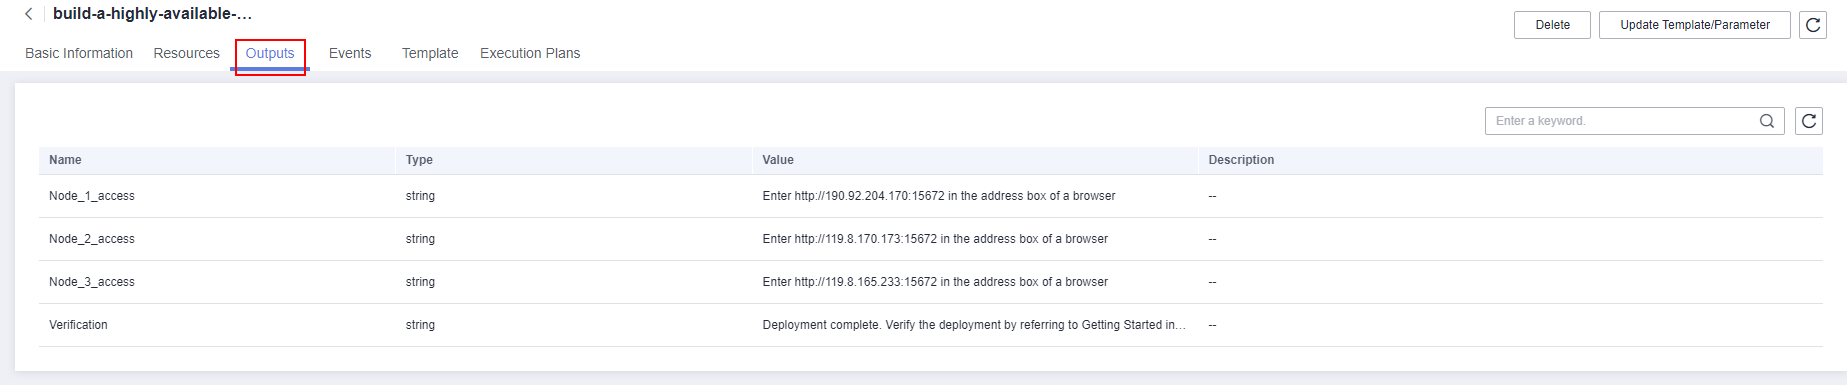 build-a-highly-available-...
Delete
Update Template/Parameter
Basic Information Resources Outputs Events Template Execution Plans
Enter a keyword.
Name Type Value Description
Node_1_access string Enter http://190.92.204.170:15672 in the address box of a browser --
Node_2_access string Enter http://119.8.170.173:15672 in the address box of a browser --
Node_3_access string Enter http://119.8.165.233:15672 in the address box of a browser --
Verification string Deployment complete. Verify the deployment by referring to Getting Started in... --